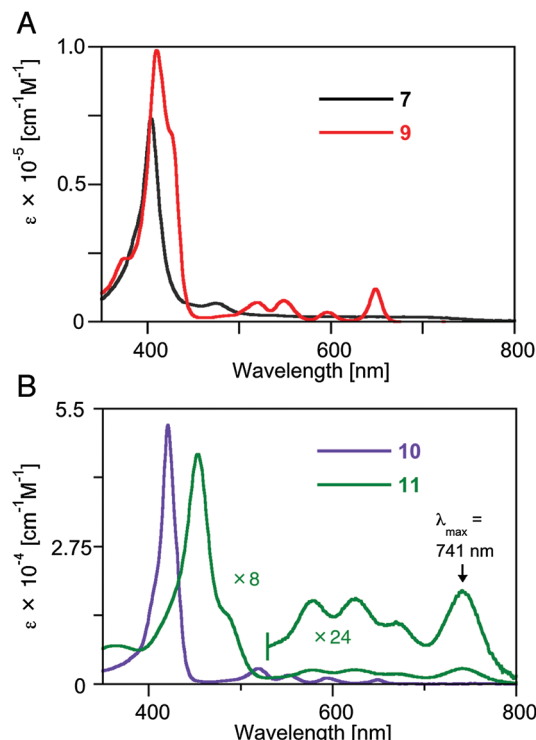 A
ε × 10⁻⁵ [cm⁻¹M⁻¹]
1.0
0.5
0
7
9
400
600
800
Wavelength [nm]
B
ε × 10⁻⁴ [cm⁻¹M⁻¹]
5.5
2.75
0
10
11
λmax =
741 nm
×8
×24
400
600
800
Wavelength [nm]